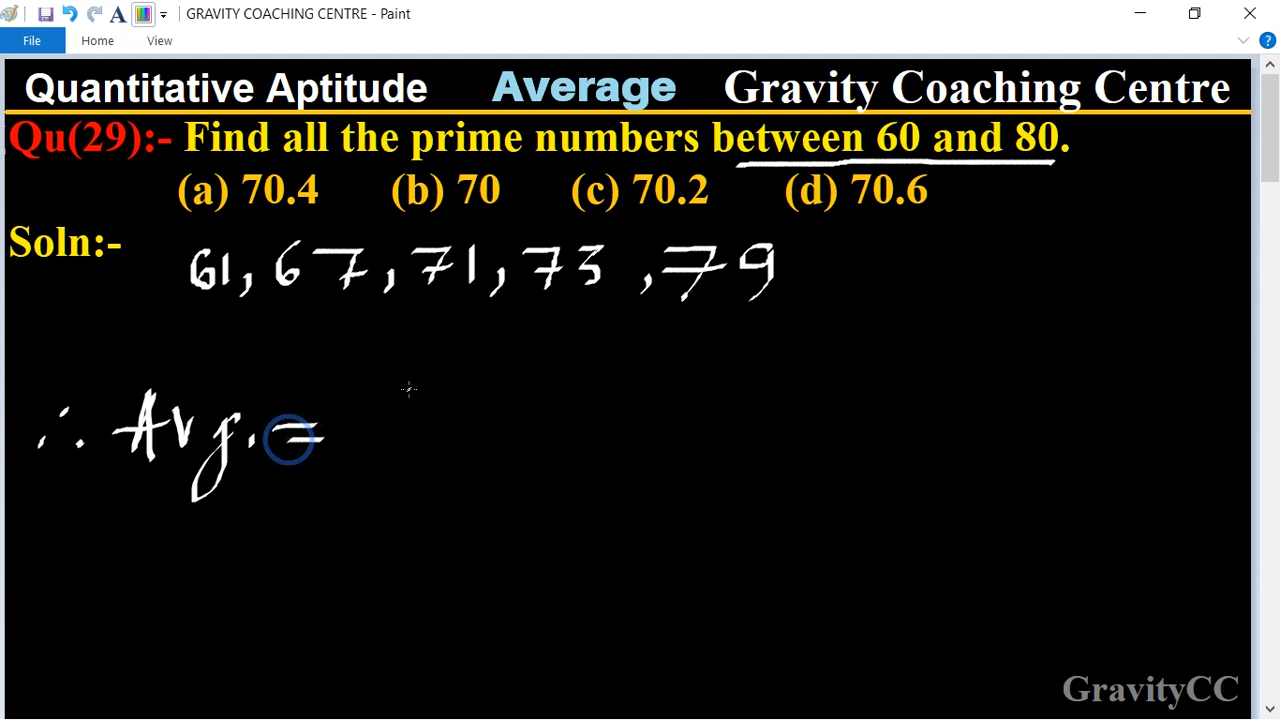 GRAVITY COACHING CENTRE - Paint
File Home View
Quantitative Aptitude Average Gravity Coaching Centre
Qu(29):- Find all the prime numbers between 60 and 80.
(a) 70.4 (b) 70 (c) 70.2 (d) 70.6
Soln:- 61, 67, 71, 73, 79
∴ Avg. =
GravityCC